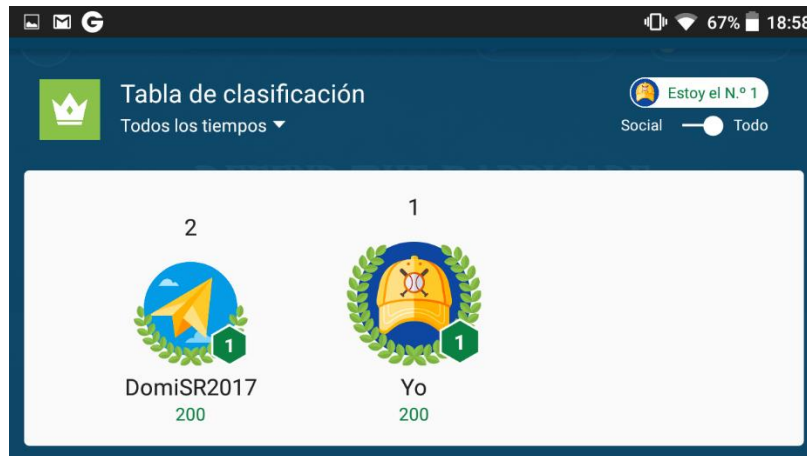 67% 18:58
Tabla de clasificación
Todos los tiempos
Estoy el N.º 1
Social Todo
2
1
1
1
DomiSR2017
Yo
200
200